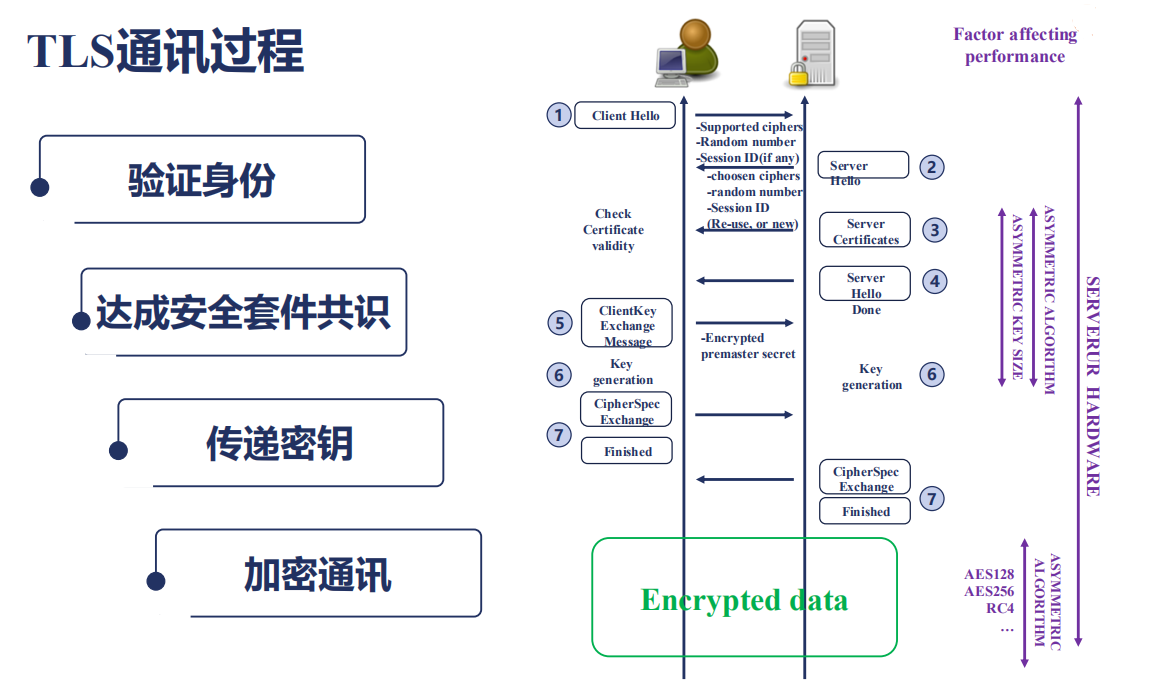 TLS通讯过程
验证身份
达成安全套件共识
传递密钥
加密通讯
Factor affecting
performance
1
Client Hello
-Supported ciphers
-Random number
-Session ID(if any)
Server
Hello
2
-choosen ciphers
-random number
-Session ID
(Re-use, or new)
Check
Certificate
validity
Server
Certificates
3
Server
Hello
Done
4
5
ClientKey
Exchange
Message
-Encrypted
premaster secret
6
Key
generation
Key
generation
6
CipherSpec
Exchange
7
Finished
CipherSpec
Exchange
7
Finished
Encrypted data
ASYMMETRIC KEY SIZE
ASYMMETRIC ALGORITHM
SERVERUR HARDWARE
AES128
AES256
RC4
…
ASYMMETRIC
ALGORITHM